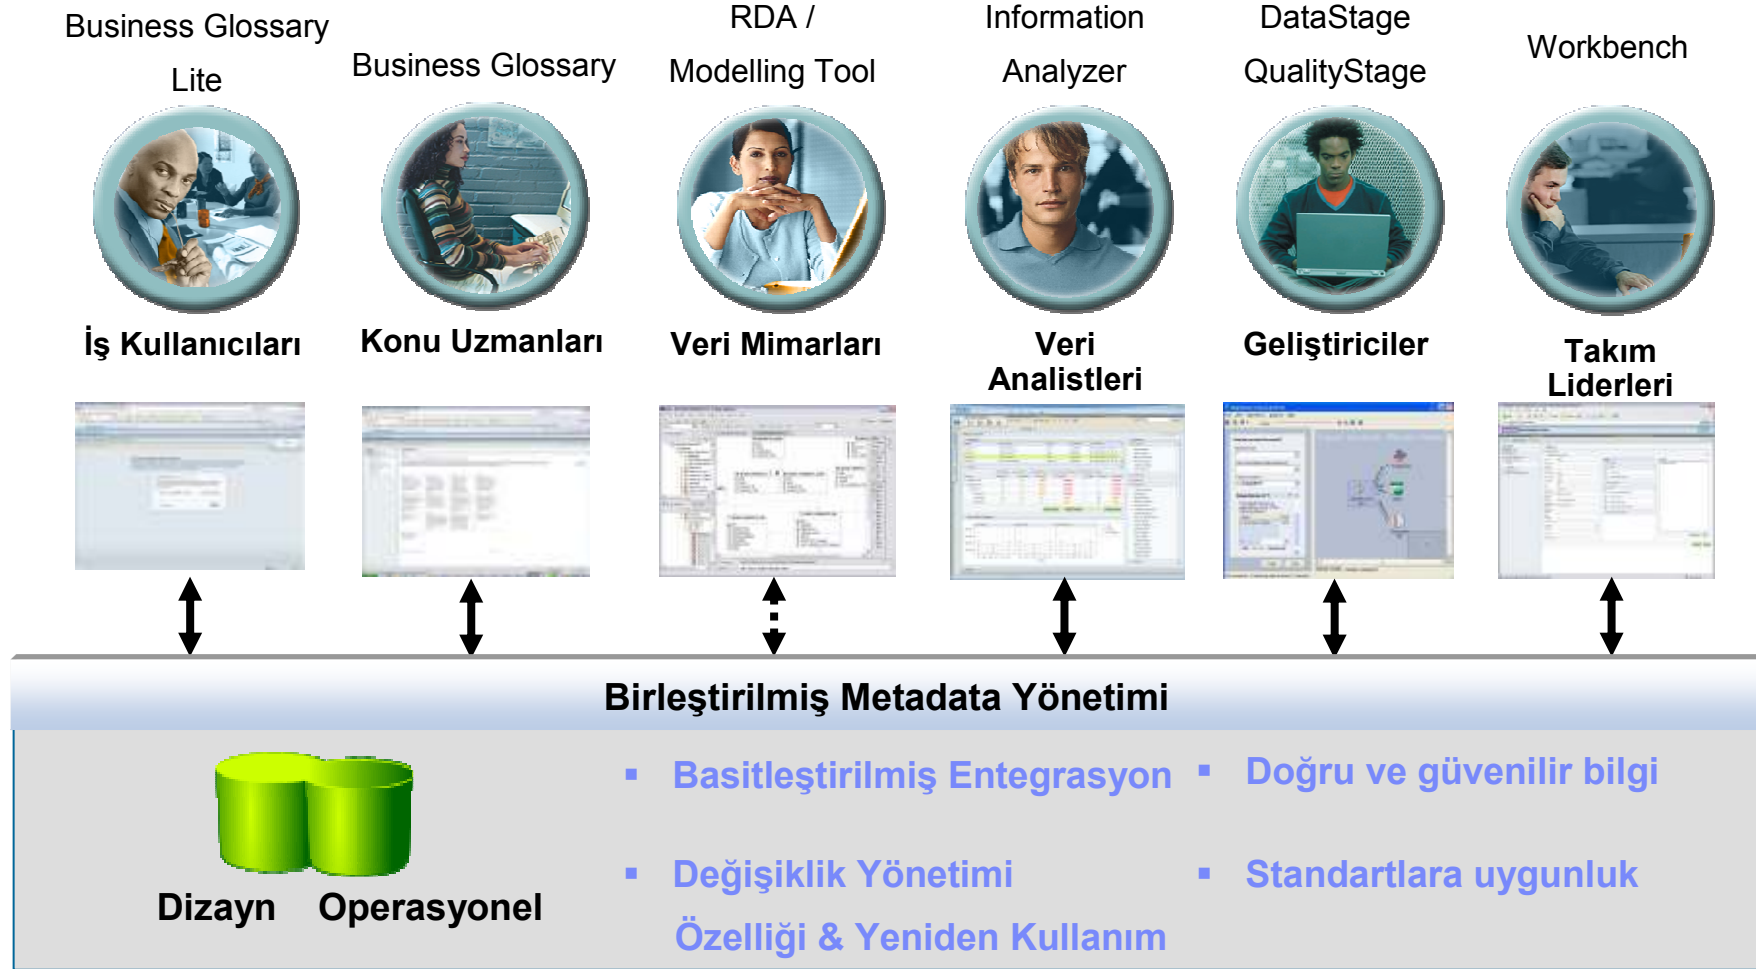 Business Glossary
Lite
Business Glossary
RDA /
Modelling Tool
Information
Analyzer
DataStage
QualityStage
Workbench
İş Kullanıcıları
Konu Uzmanları
Veri Mimarları
Veri
Analistleri
Geliştiriciler
Takım
Liderleri
Birleştirilmiş Metadata Yönetimi
Dizayn
Operasyonel
▪ Basitleştirilmiş Entegrasyon
▪ Değişiklik Yönetimi
Özelliği & Yeniden Kullanım
▪ Doğru ve güvenilir bilgi
▪ Standartlara uygunluk